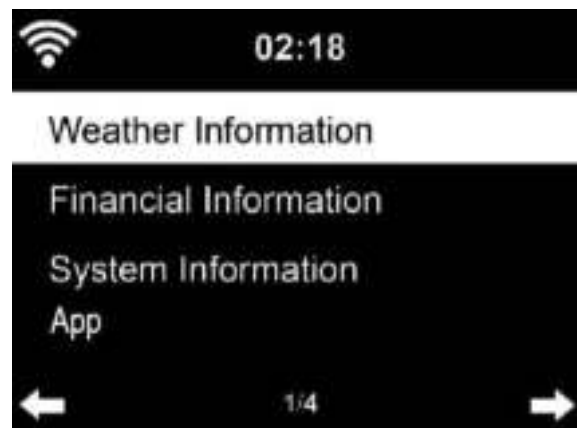 02:18
Weather Information
Financial Information
System Information
App
1/4